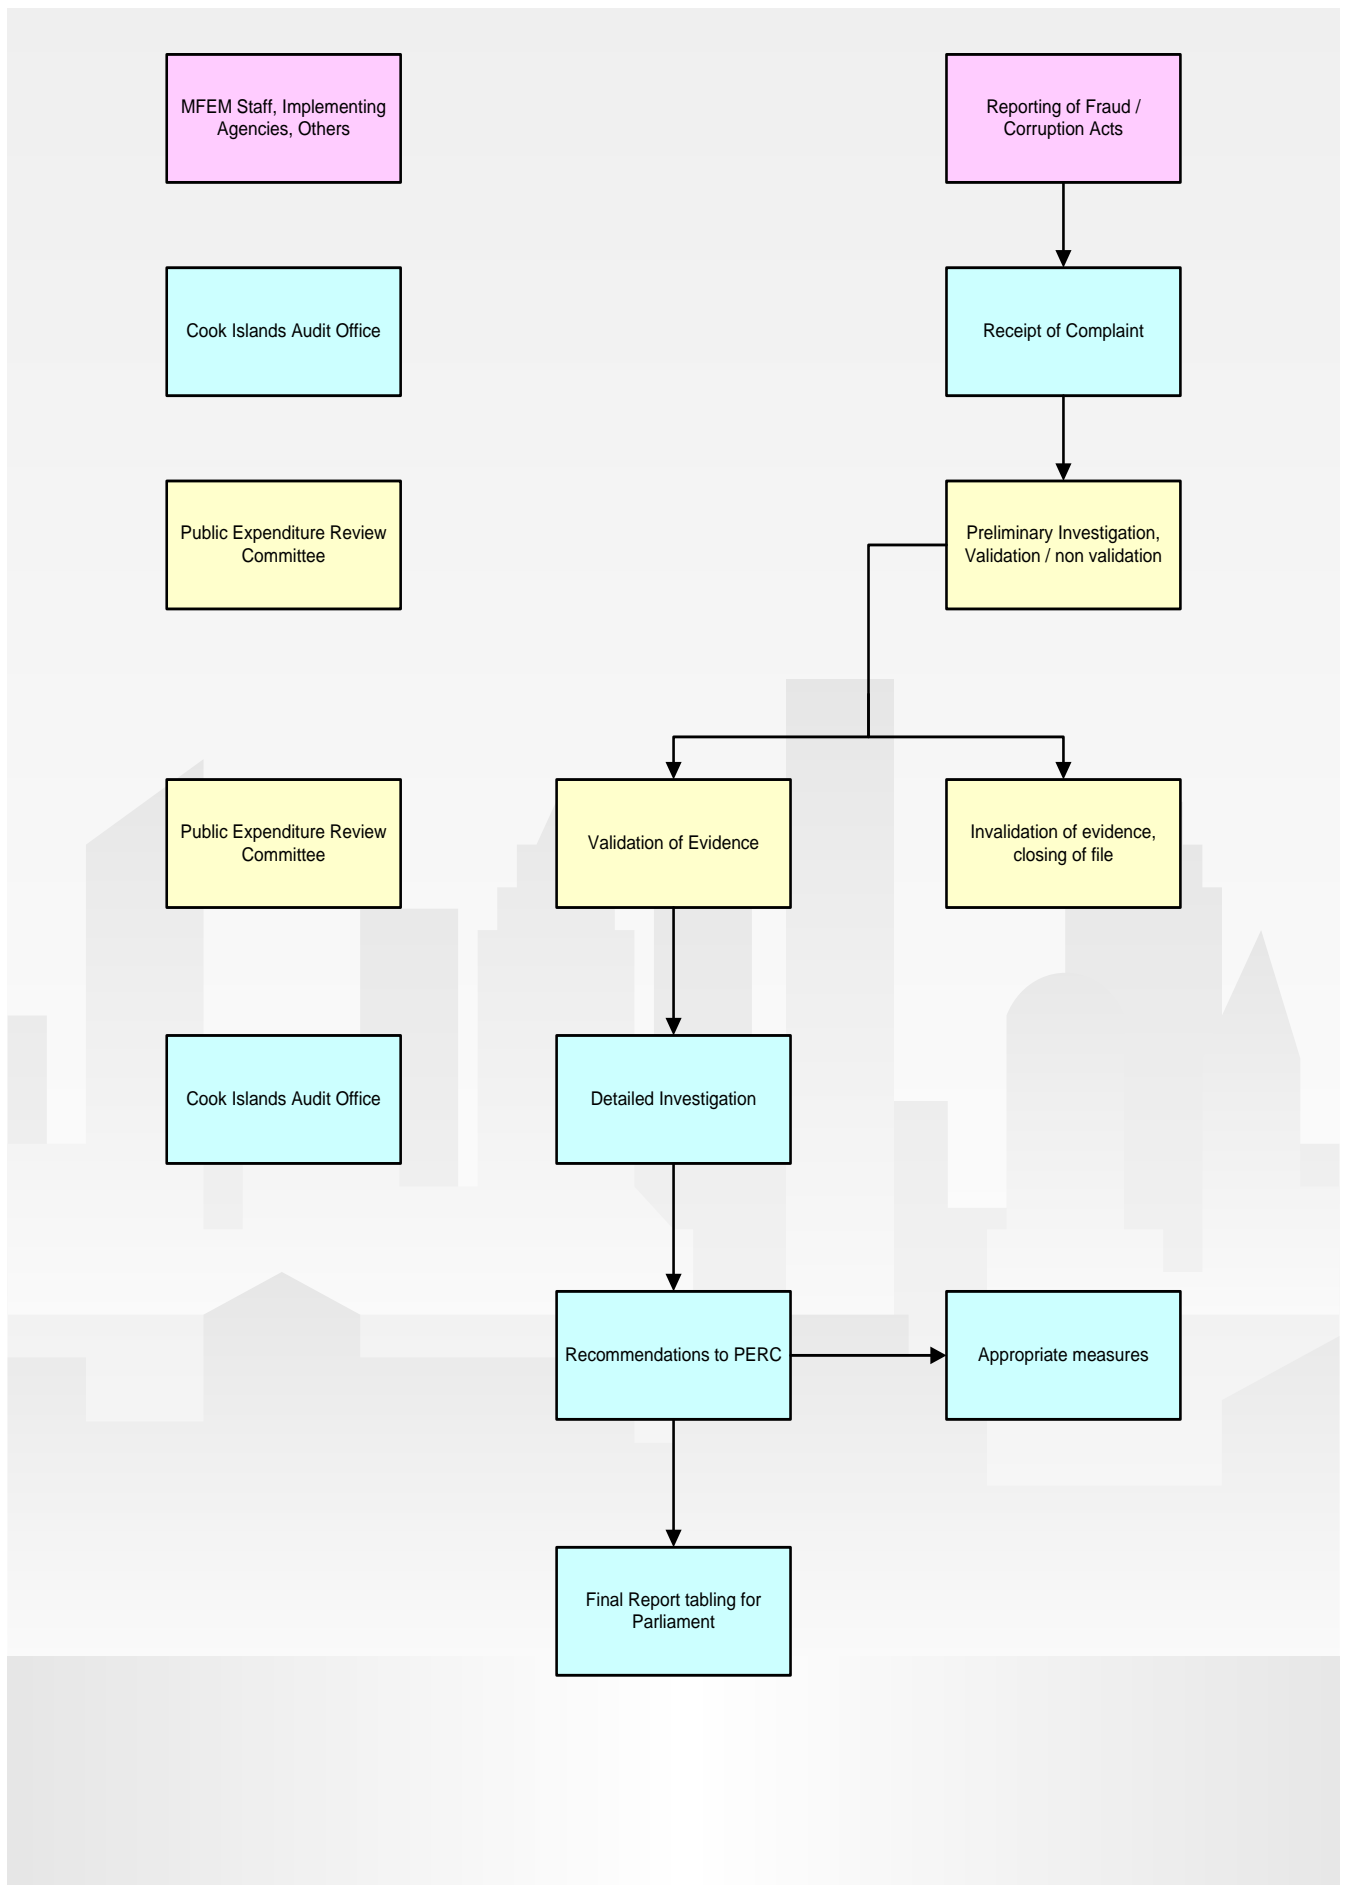 MFEM Staff, Implementing
Agencies, Others
Reporting of Fraud /
Corruption Acts
Cook Islands Audit Office
Receipt of Complaint
Public Expenditure Review
Committee
Preliminary Investigation,
Validation / non validation
Public Expenditure Review
Committee
Validation of Evidence
Invalidation of evidence,
closing of file
Cook Islands Audit Office
Detailed Investigation
Recommendations to PERC
Appropriate measures
Final Report tabling for
Parliament